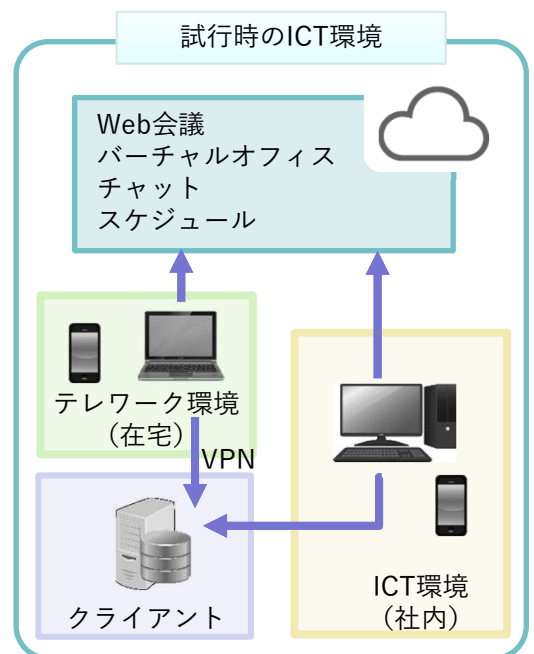 試行時のICT環境
Web会議
バーチャルオフィス
チャット
スケジュール
テレワーク環境
（在宅）
VPN
クライアント
ICT環境
（社内）